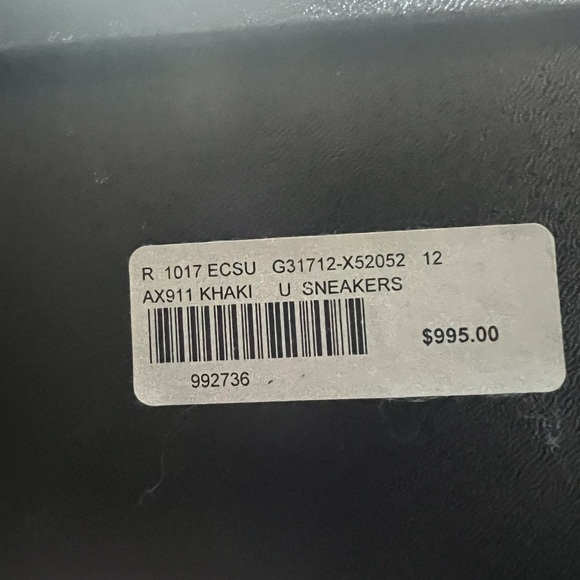 R 1017 ECSU G31712-X52052 12
AX911 KHAKI U SNEAKERS
$995.00
992736